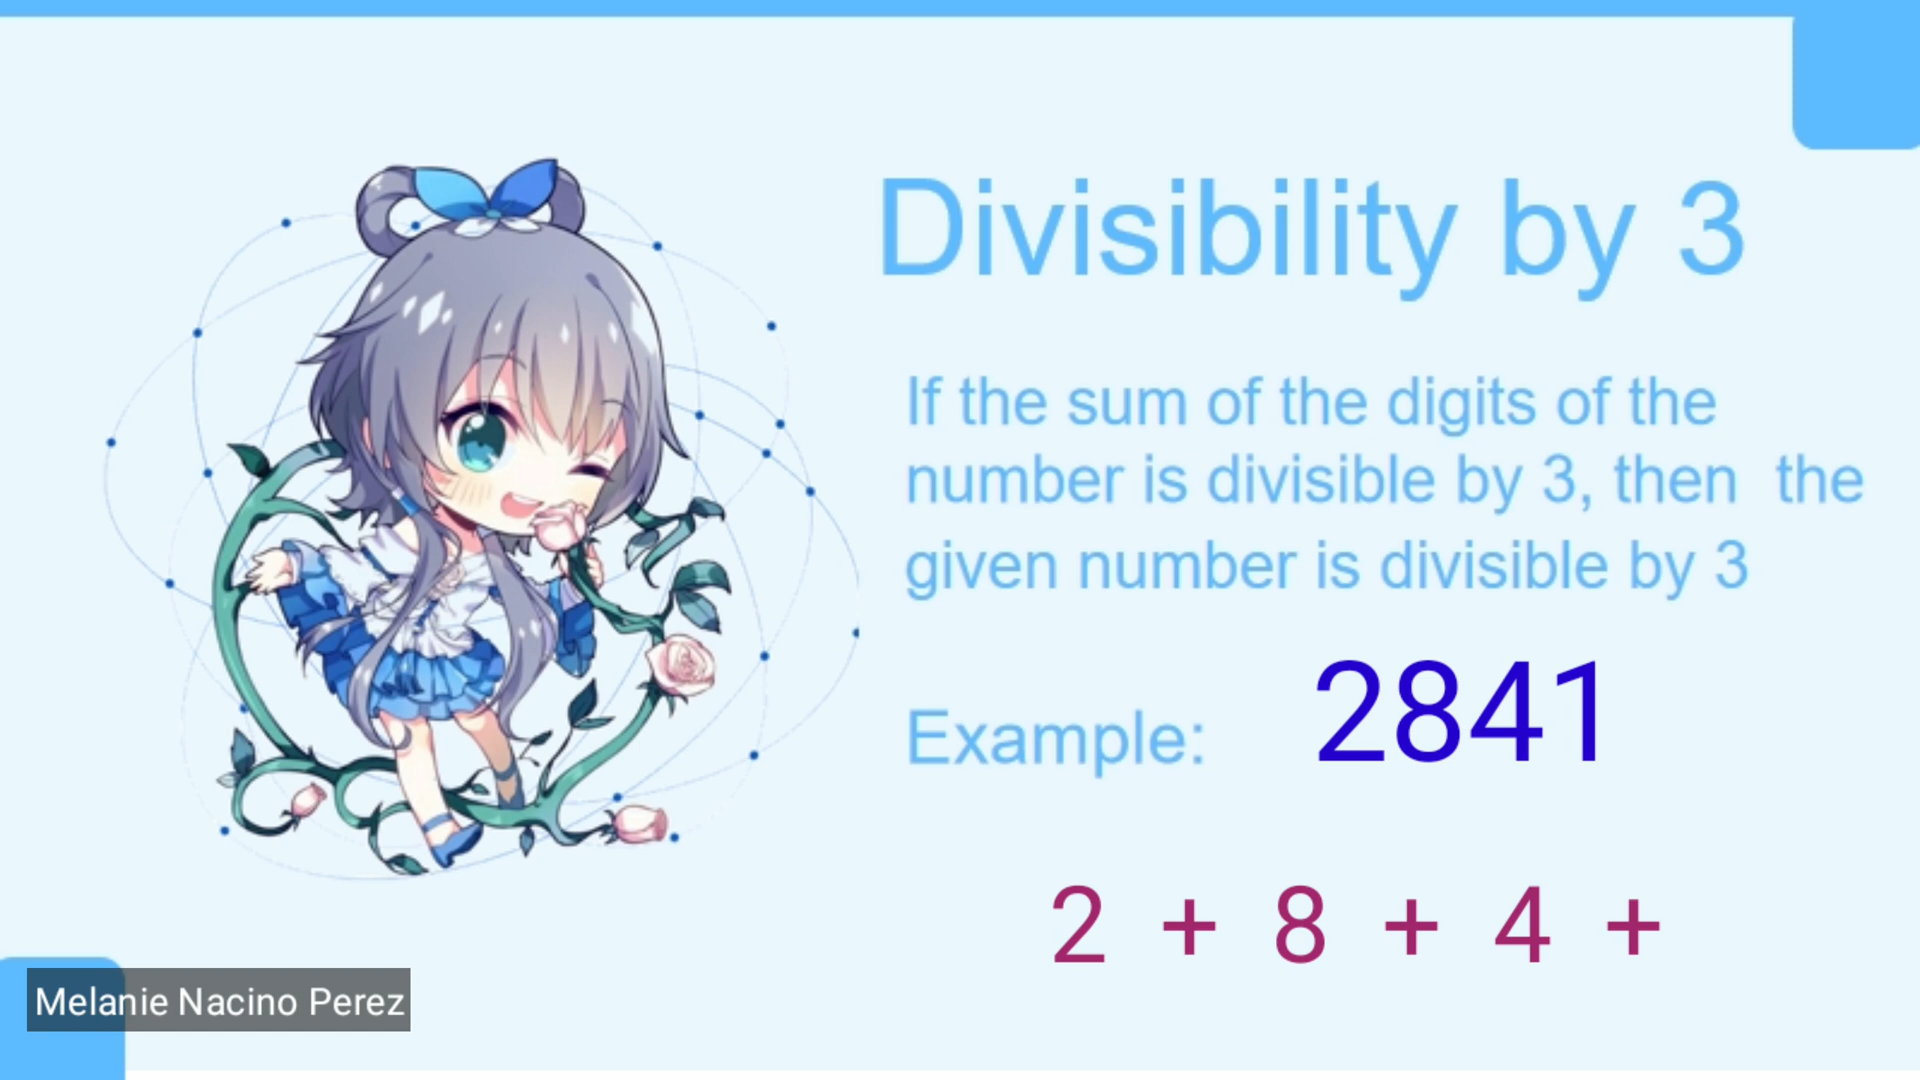 Divisibility by 3
If the sum of the digits of the
number is divisible by 3, then the
given number is divisible by 3
Example: 2841
2 + 8 + 4 +
Melanie Nacino Perez